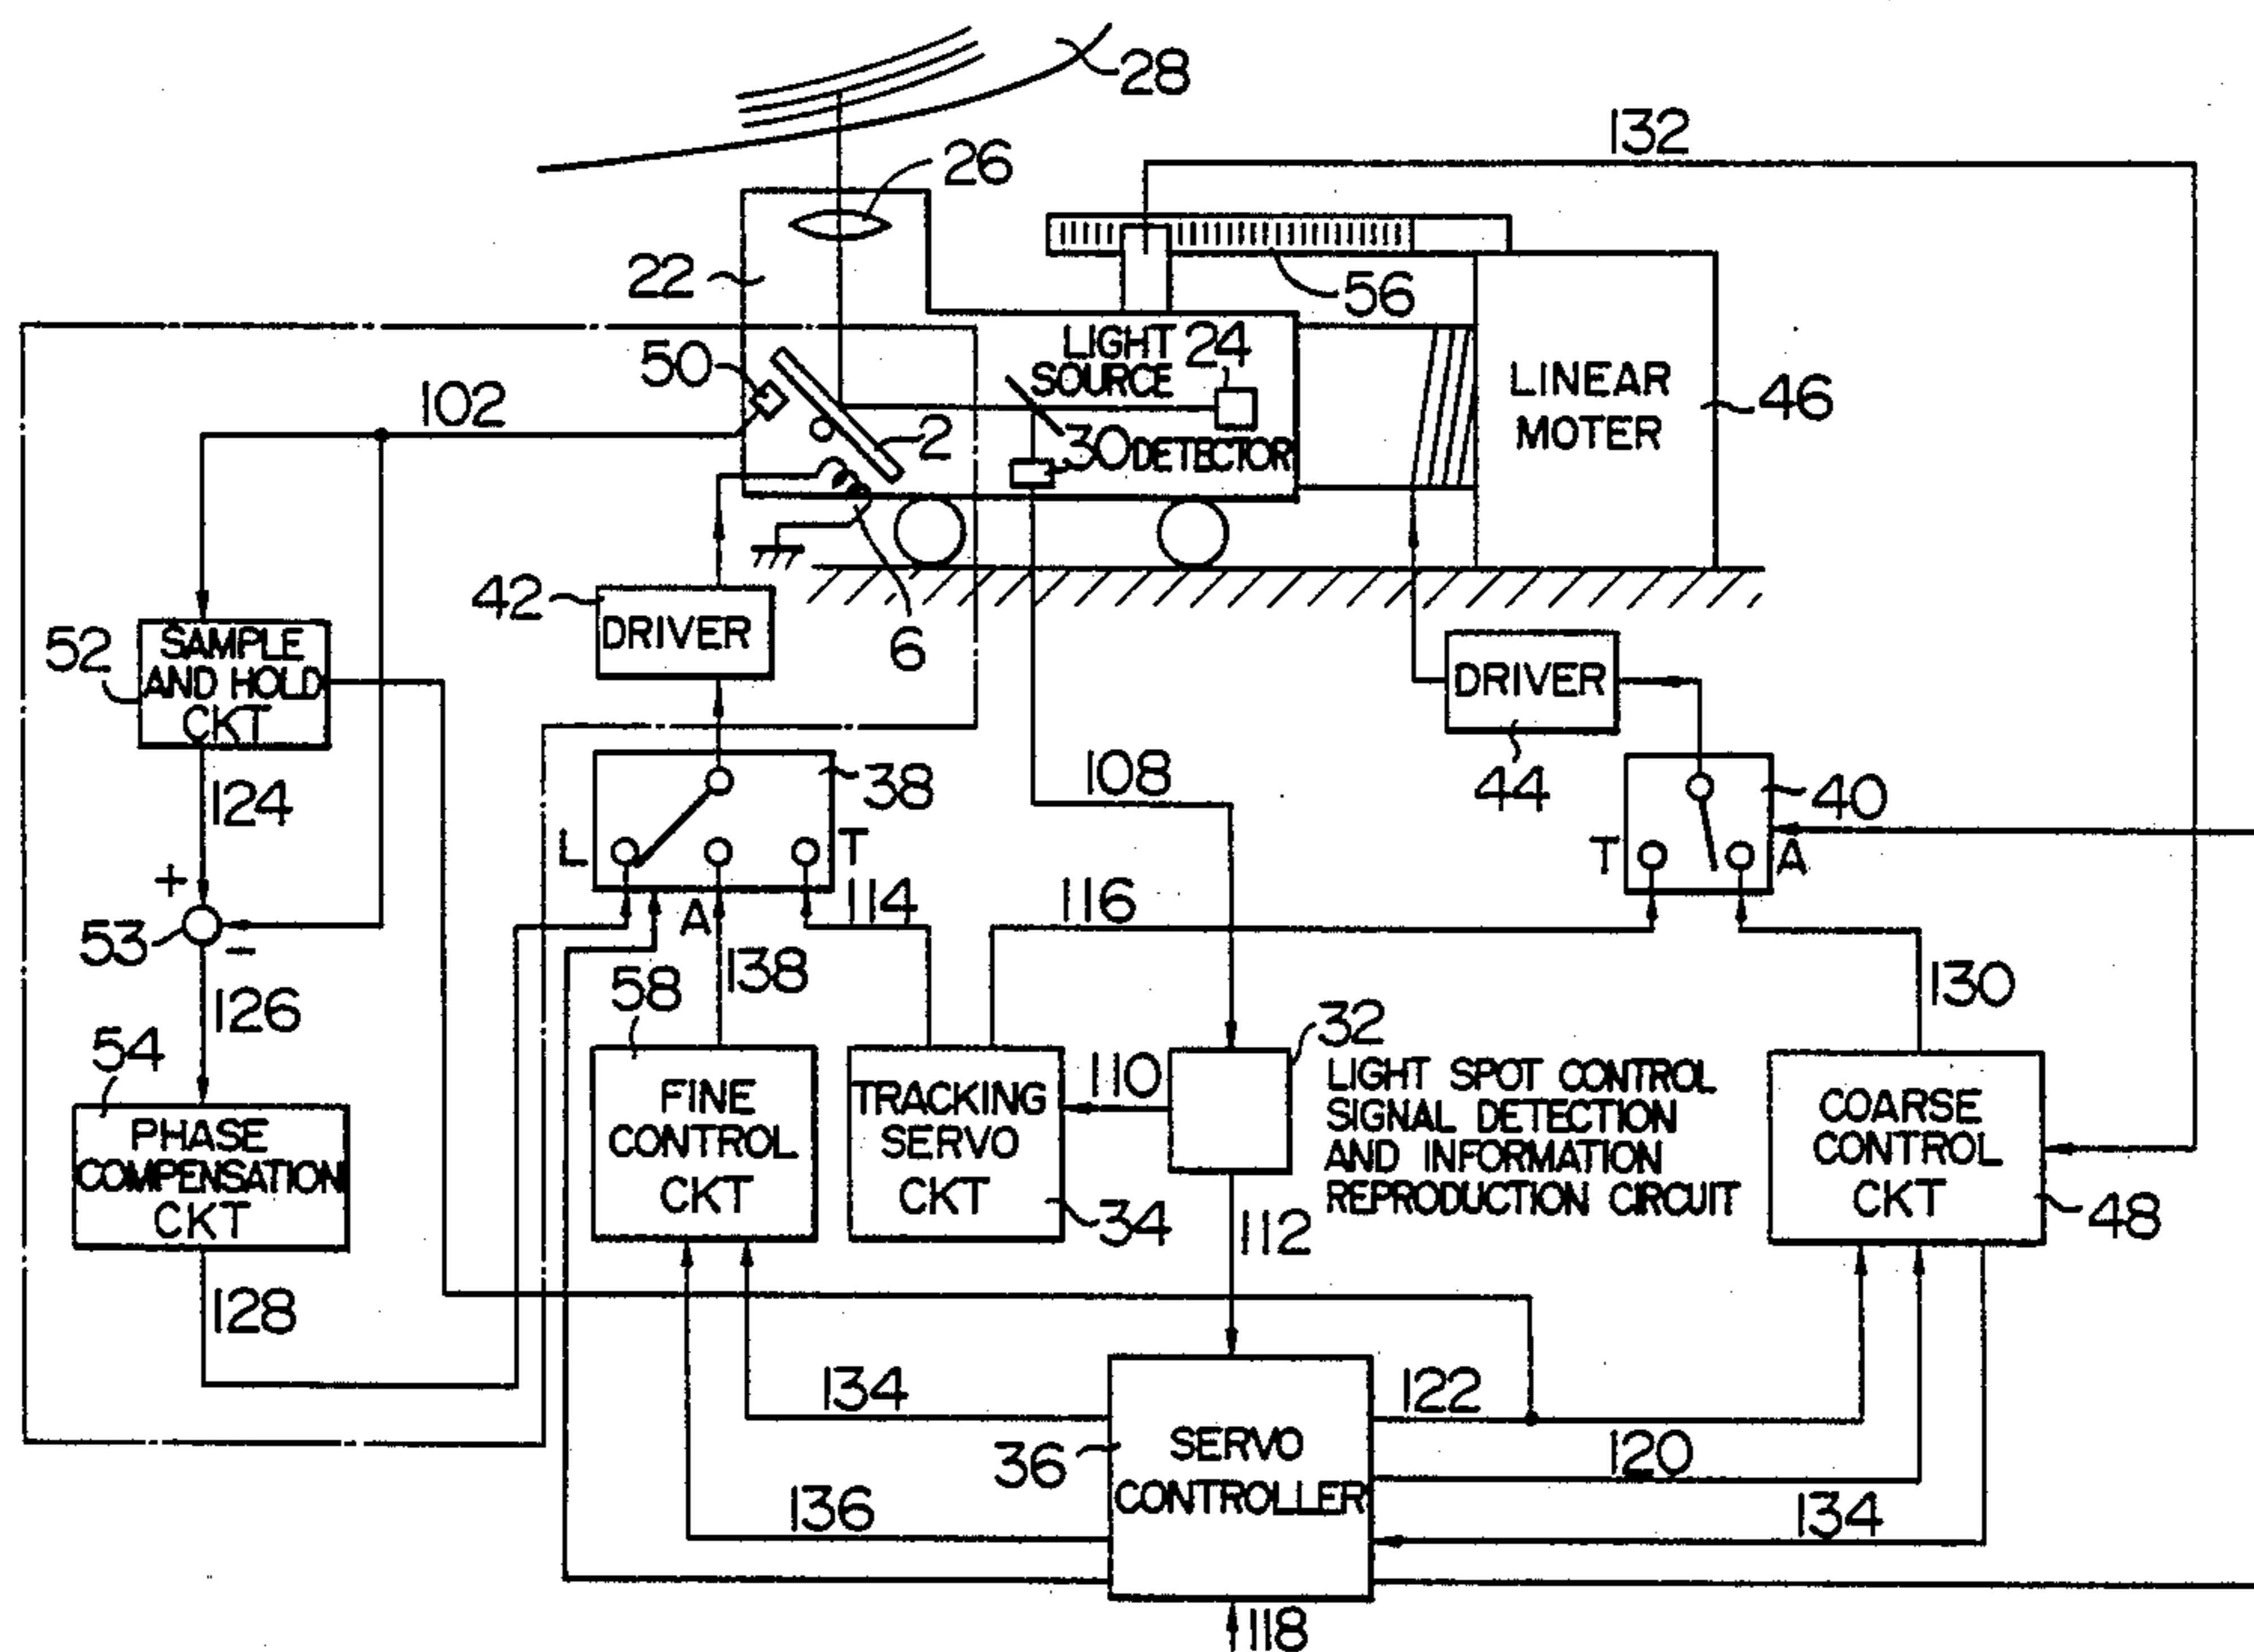 28
132
26
22
56
50
LIGHT 24
SOURCE
LINEAR
MOTER
46
102
2
30 DETECTOR
42
DRIVER
6
52
SAMPLE
AND HOLD
CKT
DRIVER
44
124
38
108
40
L
T
T
A
+
53
-
A
114
116
138
130
126
58
32
54
110
PHASE
COMPENSATION
CKT
FINE
CONTROL
CKT
TRACKING
SERVO
CKT
34
LIGHT SPOT CONTROL
SIGNAL DETECTION
AND INFORMATION
REPRODUCTION CIRCUIT
COARSE
CONTROL
CKT
48
112
128
134
122
36
SERVO
CONTROLLER
120
136
134
118